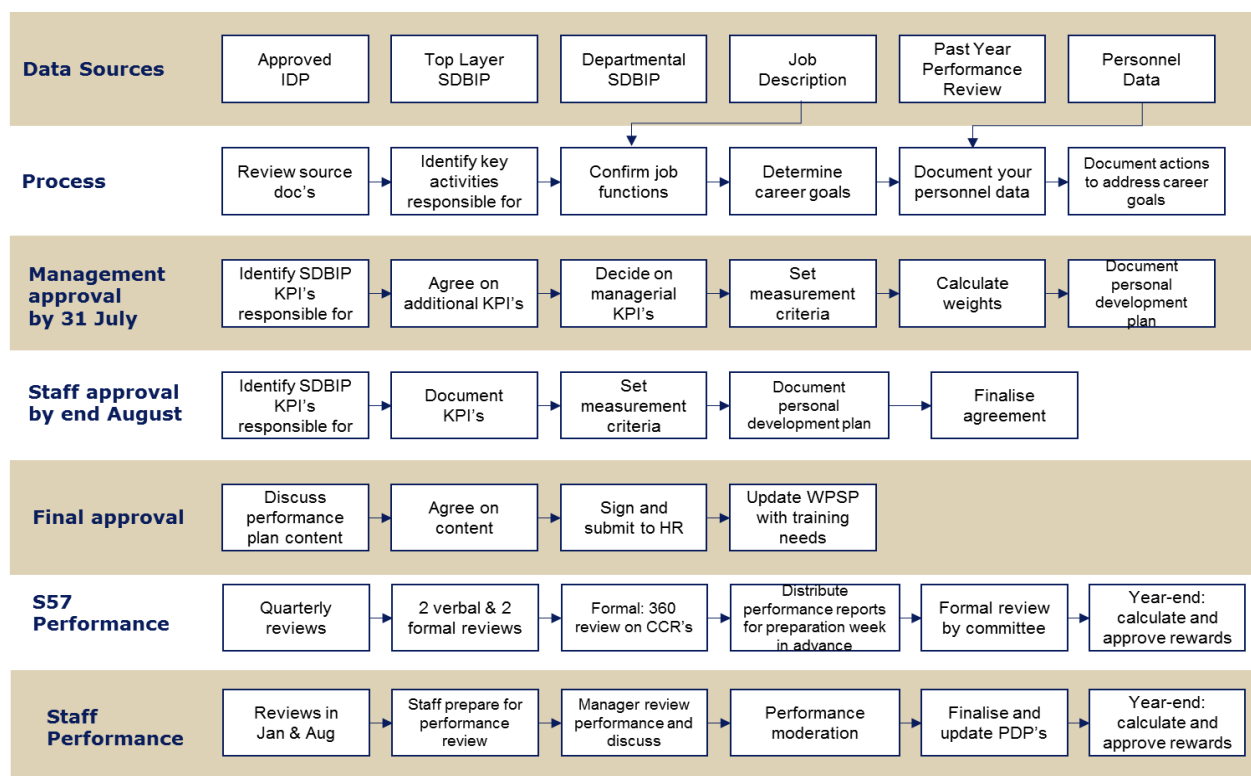 Data Sources
Approved
IDP
Top Layer
SDBIP
Departmental
SDBIP
Job
Description
Past Year
Performance
Review
Personnel
Data
Process
Review source
doc's
Identify key
activities
responsible for
Confirm job
functions
Determine
career goals
Document your
personnel data
Document actions
to address career
goals
Management
approval
by 31 July
Identify SDBIP
KPI's
responsible for
Agree on
additional KPI's
Decide on
managerial
KPI's
Set
measurement
criteria
Calculate
weights
Document
personal
development
plan
Staff approval
by end August
Identify SDBIP
KPI's
responsible for
Document
KPI's
Set
measurement
criteria
Document
personal
development plan
Finalise
agreement
Final approval
Discuss
performance
plan content
Agree on
content
Sign and
submit to HR
Update WPSP
with training
needs
S57
Performance
Quarterly
reviews
2 verbal & 2
formal reviews
Formal: 360
review on CCR's
Distribute
performance reports
for preparation week
in advance
Formal review
by committee
Year-end:
calculate and
approve rewards
Staff
Performance
Reviews in
Jan & Aug
Staff prepare for
performance
review
Manager review
performance and
discuss
Performance
moderation
Finalise and
update PDP's
Year-end:
calculate and
approve rewards